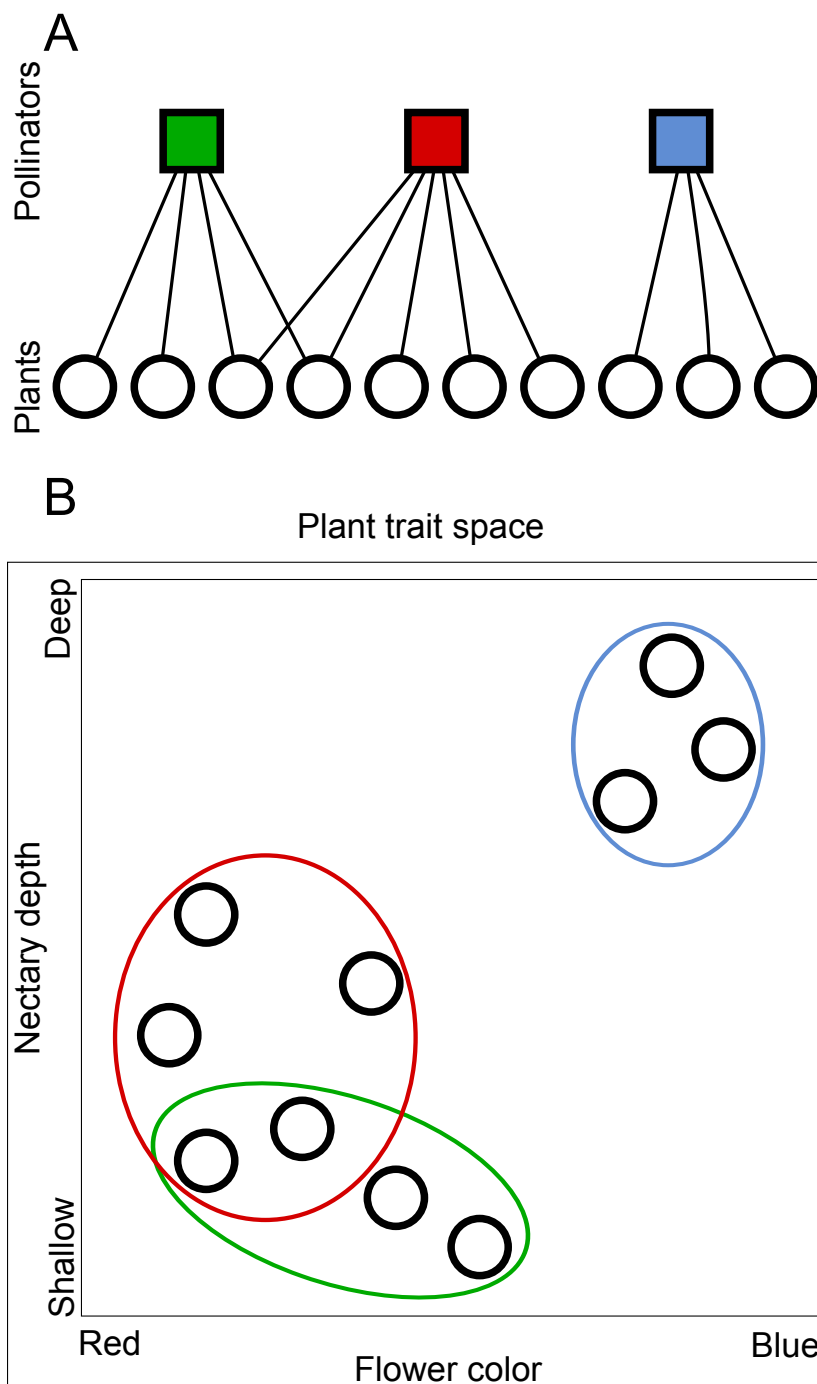 A
Pollinators
Plants
B
Plant trait space
Deep
Nectary depth
Shallow
Red
Blue
Flower color